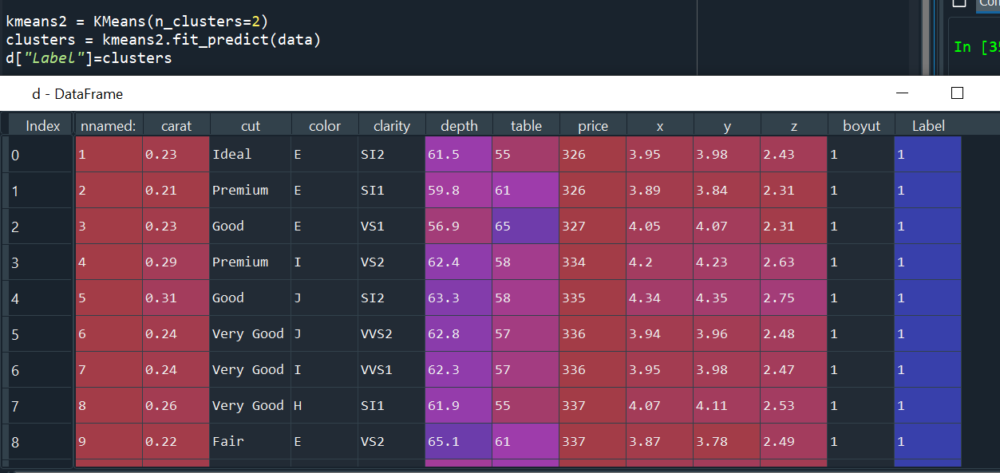 kmeans2 = KMeans(n_clusters=2)
clusters = kmeans2.fit_predict(data)
d["Label"]=clusters
In [35
d - DataFrame
Index nnamed: carat cut color clarity depth table price x y z boyut Label
0 1 0.23 Ideal E SI2 61.5 55 326 3.95 3.98 2.43 1 1
1 2 0.21 Premium E SI1 59.8 61 326 3.89 3.84 2.31 1 1
2 3 0.23 Good E VS1 56.9 65 327 4.05 4.07 2.31 1 1
3 4 0.29 Premium I VS2 62.4 58 334 4.2 4.23 2.63 1 1
4 5 0.31 Good J SI2 63.3 58 335 4.34 4.35 2.75 1 1
5 6 0.24 Very Good J VVS2 62.8 57 336 3.94 3.96 2.48 1 1
6 7 0.24 Very Good I VVS1 62.3 57 336 3.95 3.98 2.47 1 1
7 8 0.26 Very Good H SI1 61.9 55 337 4.07 4.11 2.53 1 1
8 9 0.22 Fair E VS2 65.1 61 337 3.87 3.78 2.49 1 1